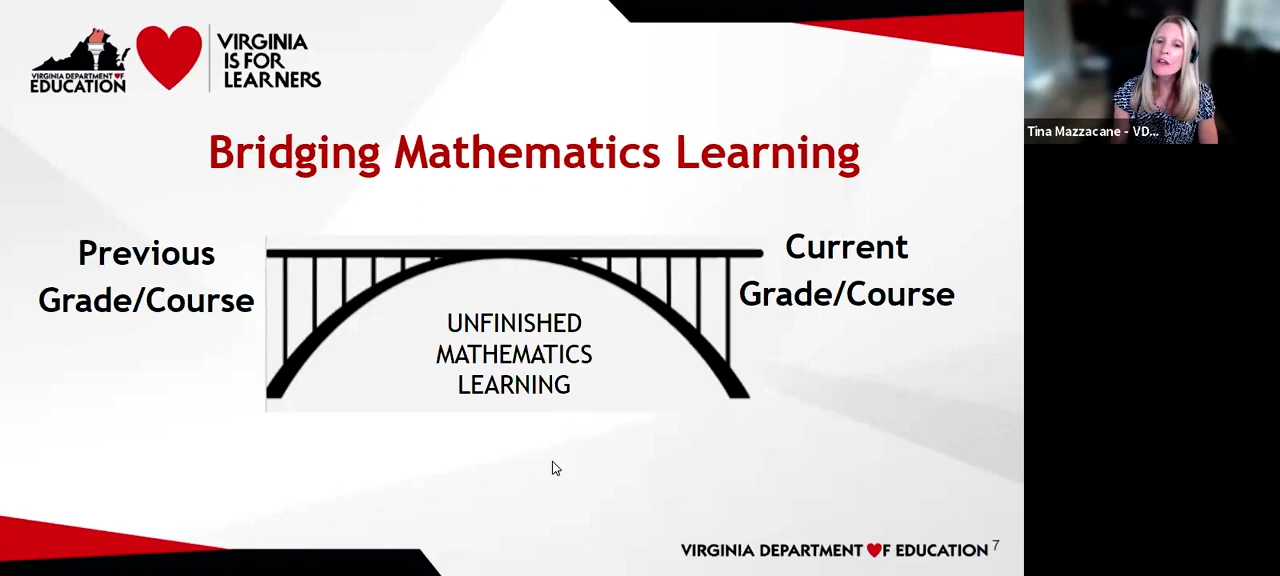 VIRGINIA DEPARTMENT OF
EDUCATION
VIRGINIA
IS FOR
LEARNERS
Bridging Mathematics Learning
Previous
Grade/Course
Current
Grade/Course
UNFINISHED
MATHEMATICS
LEARNING
VIRGINIA DEPARTMENT OF EDUCATION
7
Tina Mazzacane - VD...